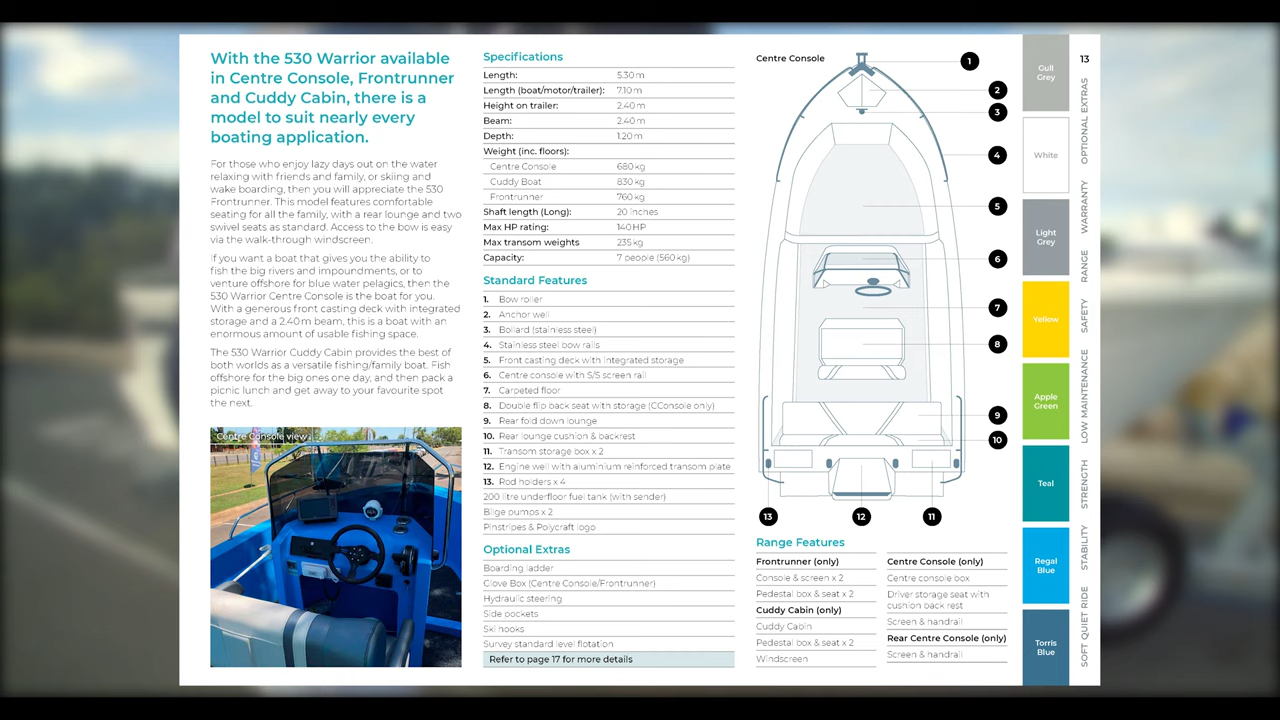 With the 530 Warrior available
in Centre Console, Frontrunner
and Cuddy Cabin, there is a
model to suit nearly every
boating application.
For those who enjoy lazy days out on the water
relaxing with friends and family, or skiing and
wake boarding, then you will appreciate the 530
Frontrunner. This model features comfortable
seating for all the family, with a rear lounge and two
swivel seats as standard. Access to the bow is easy
via the walk-through windscreen.
If you want a boat that gives you the ability to
fish the big rivers and impoundments, or to
venture offshore for blue water pelagics, then the
530 Warrior Centre Console is the boat for you.
With a generous front casting deck with integrated
storage and a 2.40m beam, this is a boat with an
enormous amount of usable fishing space.
The 530 Warrior Cuddy Cabin provides the best of
both worlds as a versatile fishing/family boat. Fish
offshore for the big ones one day, and then pack a
picnic lunch and get away to your favourite spot
the next.
Centre Console view
Specifications
Length: 5.30m
Length (boat/motor/trailer): 7.10m
Height on trailer: 2.40m
Beam: 2.40m
Depth: 1.20m
Weight (inc. floors):
Centre Console 680kg
Cuddy Boat 830kg
Frontrunner 760kg
Shaft length (Long): 20 inches
Max HP rating: 140HP
Max transom weights 235kg
Capacity: 7 people (560kg)
Standard Features
1. Bow roller
2. Anchor well
3. Bollard (stainless steel)
4. Stainless steel bow rails
5. Front casting deck with integrated storage
6. Centre console with S/S screen rail
7. Carpeted floor
8. Double flip back seat with storage (CConsole only)
9. Rear fold down lounge
10. Rear lounge cushion & backrest
11. Transom storage box x 2
12. Engine well with aluminium reinforced transom plate
13. Rod holders x 4
200 litre underfloor fuel tank (with sender)
Bilge pumps x 2
Pinstripes & Polycraft logo
Optional Extras
Boarding ladder
Glove Box (Centre Console/Frontrunner)
Hydraulic steering
Side pockets
Ski hooks
Survey standard level flotation
Refer to page 17 for more details
Centre Console
1
2
3
4
5
6
7
8
9
10
13
12
11
Range Features
Frontrunner (only)
Console & screen x 2
Pedestal box & seat x 2
Cuddy Cabin (only)
Cuddy Cabin
Pedestal box & seat x 2
Windscreen
Centre Console (only)
Centre console box
Driver storage seat with
cushion back rest
Screen & handrail
Rear Centre Console (only)
Screen & handrail
Gull
Grey
White
Light
Grey
Yellow
Apple
Green
Teal
Regal
Blue
Torris
Blue
13
OPTIONAL EXTRAS
WARRANTY
RANGE
SAFETY
LOW MAINTENANCE
STRENGTH
STABILITY
SOFT QUIET RIDE